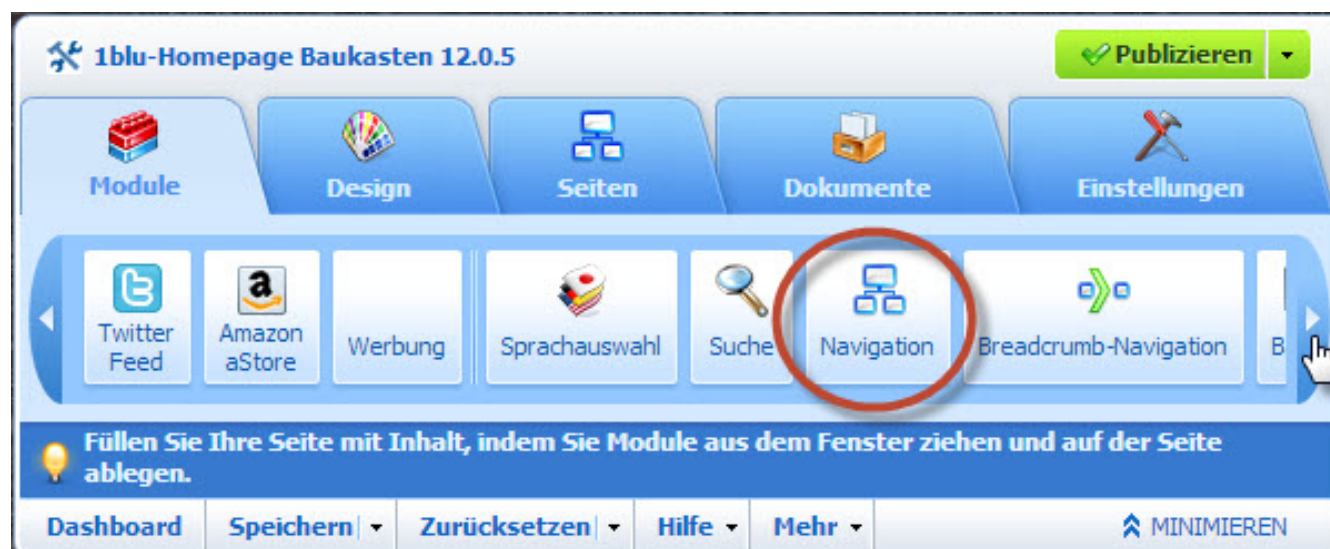 1blu-Homepage Baukasten 12.0.5
Publizieren
Module
Design
Seiten
Dokumente
Einstellungen
Twitter
Feed
Amazon
aStore
Werbung
Sprachauswahl
Suche
Navigation
Breadcrumb-Navigation
B
Füllen Sie Ihre Seite mit Inhalt, indem Sie Module aus dem Fenster ziehen und auf der Seite
ablegen.
Dashboard
Speichern
Zurücksetzen
Hilfe
Mehr
MINIMIEREN